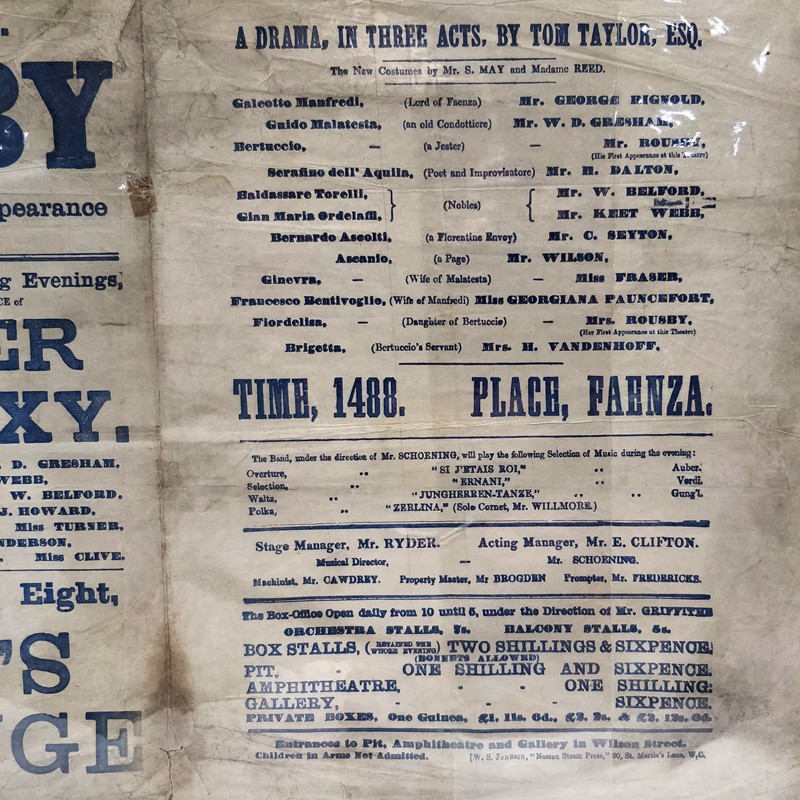 BY
pearance
g Evenings,
CE of
ER
XY.
. D. GRESHAM.
WEBB,
W. BELFORD.
J. HOWARD.
Miss TURNER,
NDERSON.
Miss CLIVE.
Eight,
'S
NGE
A DRAMA, IN THREE ACTS, BY TOM TAYLOR, ESQ.
The New Costumes by Mr. S. MAY and Madame REED.
Galeotto Manfredi, (Lord of Faenza) Mr. GEORGE RIGNOLD,
Guido Malatesta, (an old Condottiere) Mr. W. D. GRESHAM,
Bertuccio, — (a Jester) — Mr. ROUSBY,
(His First Appearance at this Theatre)
Serafino dell' Aquila, (Poet and Improvisatore) Mr. H. DALTON,
Baldassare Torelli, Mr. W. BELFORD,
(Nobles)
Gian Maria Ordelaffi, Mr. KEET WEBB,
Bernardo Ascolti, (a Florentine Envoy) Mr. C. SEYTON,
Ascanio, (a Page) Mr. WILSON,
Ginevra, — (Wife of Malatesta) — Miss FRASER,
Francesco Bentivoglio, (Wife of Manfredi) Miss GEORGIANA PAUNCEFORT,
Fiordelisa, — (Daughter of Bertuccio) — Mrs. ROUSBY,
(Her First Appearance at this Theatre)
Brigetta, (Bertuccio's Servant) Mrs. H. VANDENHOFF.
TIME, 1488. PLACE, FAENZA.
The Band, under the direction of Mr. SCHOENING, will play the following Selection of Music during the evening:
Overture, .. "SI J'ETAIS ROI," .. Auber.
Selection, .. "ERNANI," .. Verdi.
Waltz, .. "JUNGHERREN-TANZE," .. .. Gung'l.
Polka, .. "ZERLINA," (Solo Cornet, Mr. WILLMORE.)
Stage Manager, Mr. RYDER. Acting Manager, Mr. E. CLIFTON.
Musical Director, — Mr. SCHOENING.
Machinist, Mr. CAWDREY. Property Master, Mr BROGDEN Prompter, Mr. FREDERICKS.
The Box-Office Open daily from 10 until 5, under the Direction of Mr. GRIFFITHS
ORCHESTRA STALLS, 7s. BALCONY STALLS, 5s.
BOX STALLS, (RETAINED THE WHOLE EVENING) TWO SHILLINGS & SIXPENCE.
(BONNETS ALLOWED)
PIT, - ONE SHILLING AND SIXPENCE.
AMPHITHEATRE, - - ONE SHILLING.
GALLERY, - - - SIXPENCE.
PRIVATE BOXES, One Guinea, £1. 11s. 6d., £2. 2s. & £2. 12s. 6d.
Entrances to Pit, Amphitheatre and Gallery in Wilson Street.
Children in Arms Not Admitted. [W. S. JOHNSON, "Nassau Steam Press," 60, St. Martin's Lane, W.C.